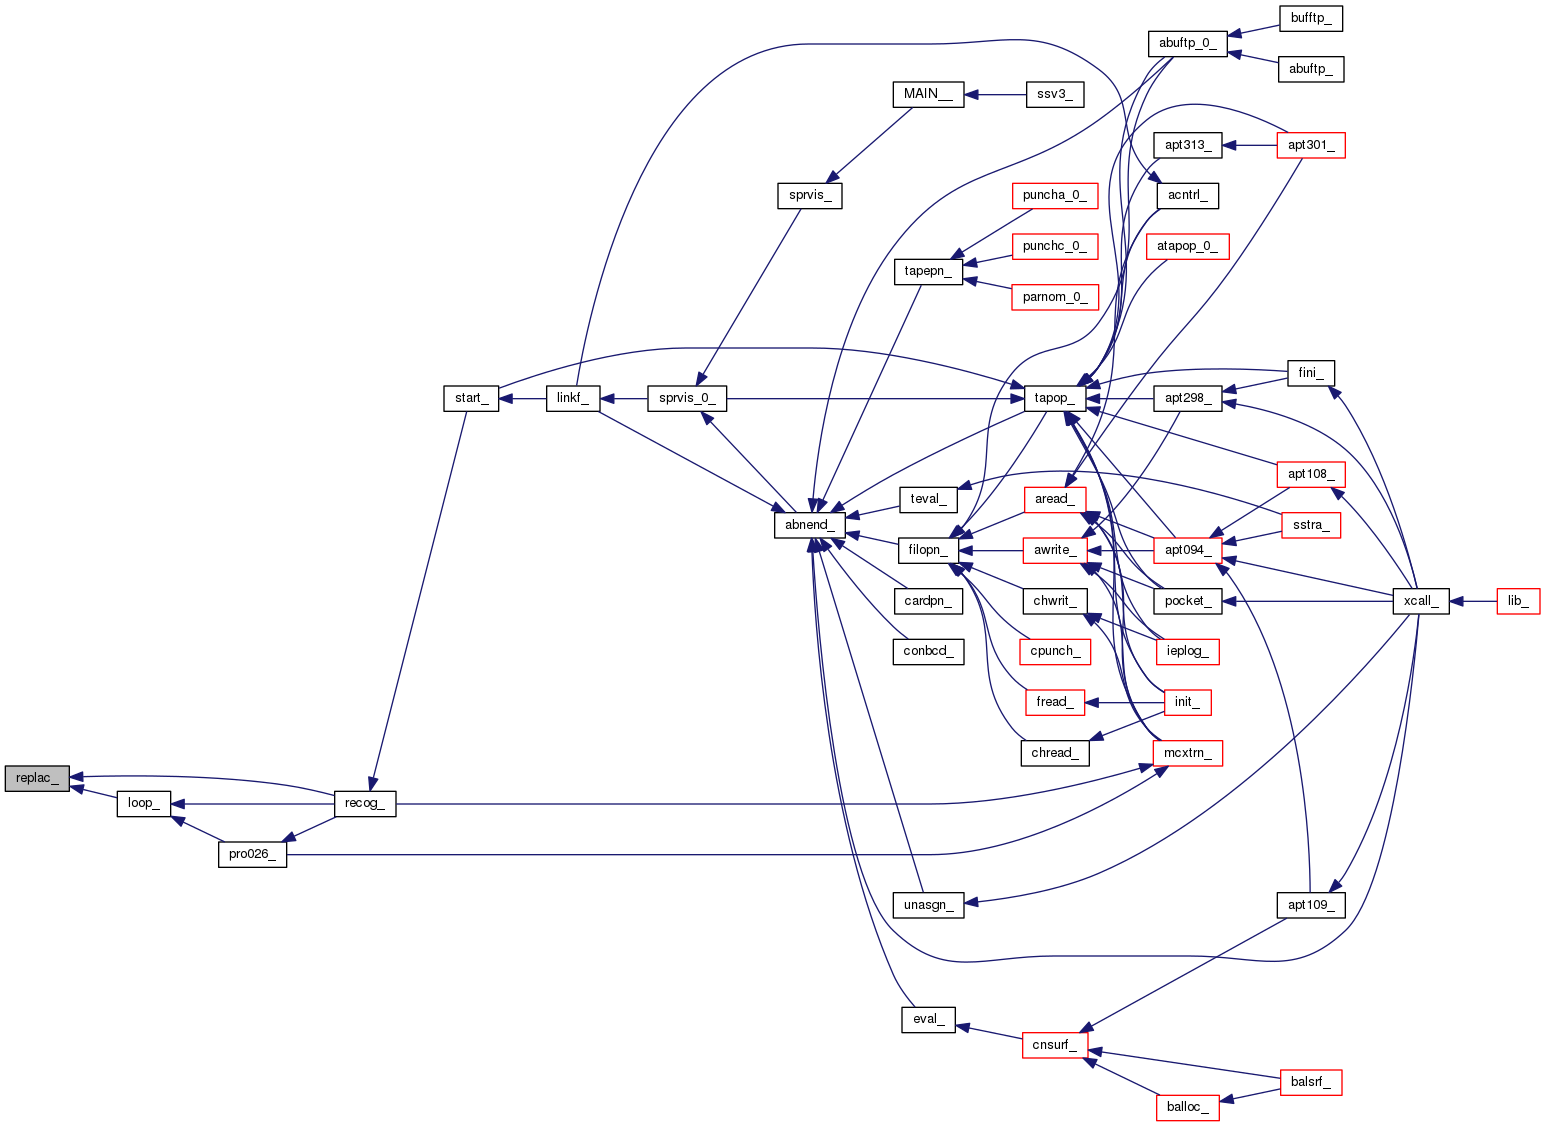 bufftp_
abuftp_0_
abuftp_
MAIN__
ssv3_
apt313_
apt301_
sprvis_
puncha_0_
acntrl_
punchc_0_
atapop_0_
tapepn_
parnom_0_
fini_
start_
linkf_
sprvis_0_
tapop_
apt298_
apt108_
teval_
aread_
abnend_
sstra_
filopn_
awrite_
apt094_
cardpn_
chwrit_
pocket_
xcall_
lib_
conbcd_
cpunch_
ieplog_
fread_
init_
chread_
mcxtrn_
replac_
loop_
recog_
pro026_
unasgn_
apt109_
eval_
cnsurf_
balsrf_
balloc_